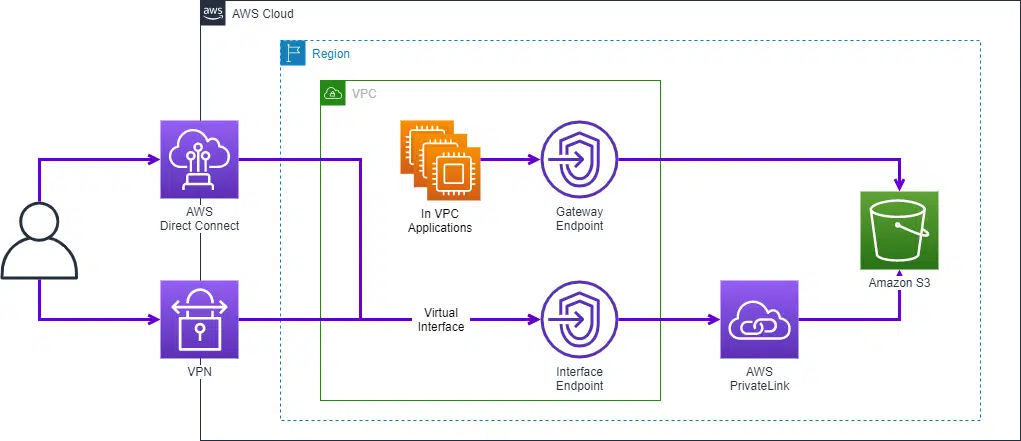 aws
AWS Cloud
Region
VPC
AWS
Direct Connect
In VPC
Applications
Gateway
Endpoint
Amazon S3
Virtual
Interface
VPN
Interface
Endpoint
AWS
PrivateLink